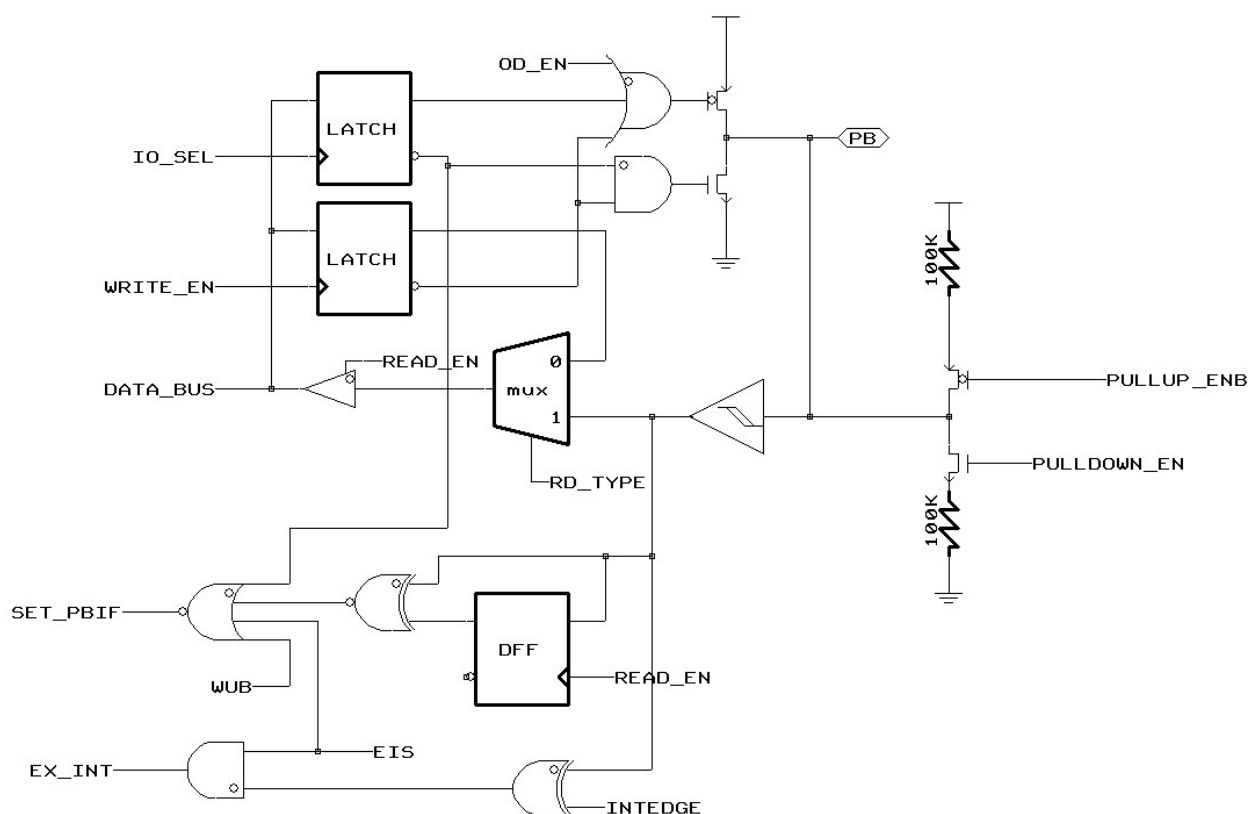 OD_EN
LATCH
IO_SEL
PB
LATCH
WRITE_EN
100K
0
READ_EN
DATA_BUS
mux
1
PULLUP_ENB
RD_TYPE
PULLDOWN_EN
100K
SET_PBIF
DFF
READ_EN
WUB
EIS
EX_INT
INTEDGE